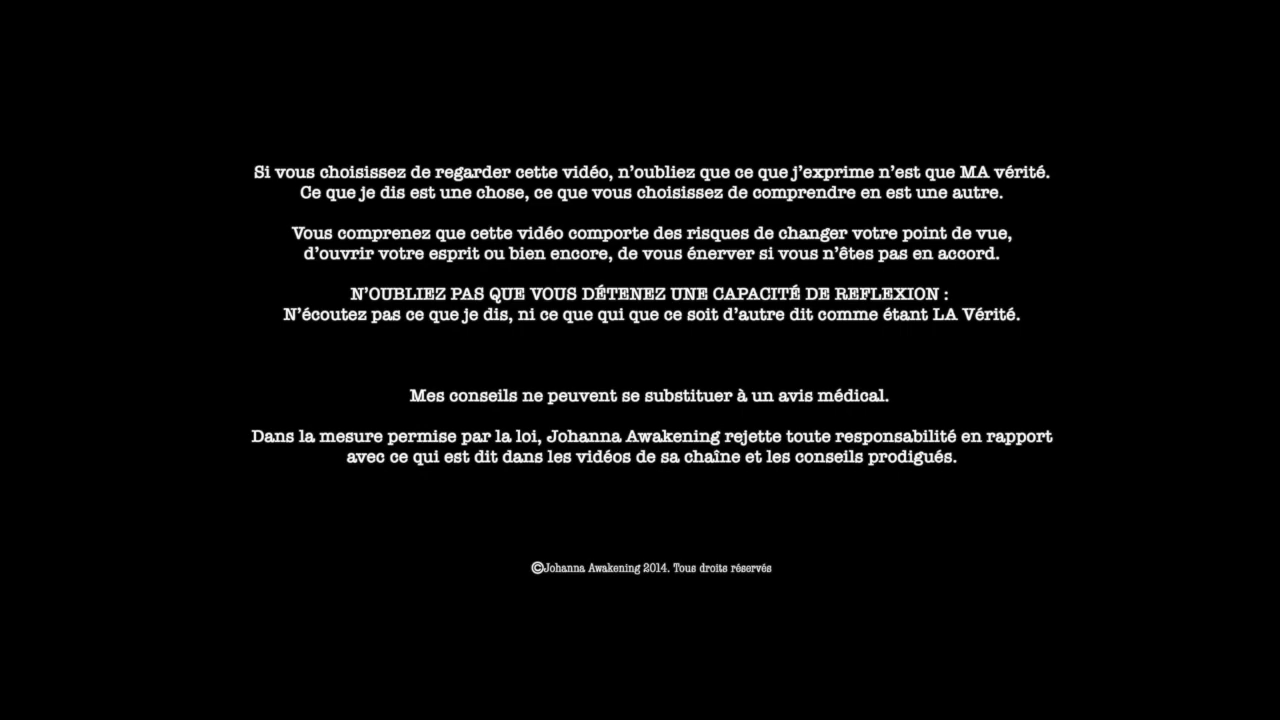 Si vous choisissez de regarder cette vidéo, n'oubliez que ce que j'exprime n'est que MA vérité.
Ce que je dis est une chose, ce que vous choisissez de comprendre en est une autre.
Vous comprenez que cette vidéo comporte des risques de changer votre point de vue,
d'ouvrir votre esprit ou bien encore, de vous énerver si vous n'êtes pas en accord.
N'OUBLIEZ PAS QUE VOUS DÉTENEZ UNE CAPACITÉ DE REFLEXION :
N'écoutez pas ce que je dis, ni ce que qui que ce soit d'autre dit comme étant LA Vérité.
Mes conseils ne peuvent se substituer à un avis médical.
Dans la mesure permise par la loi, Johanna Awakening rejette toute responsabilité en rapport
avec ce qui est dit dans les vidéos de sa chaîne et les conseils prodigués.
©Johanna Awakening 2014. Tous droits réservés